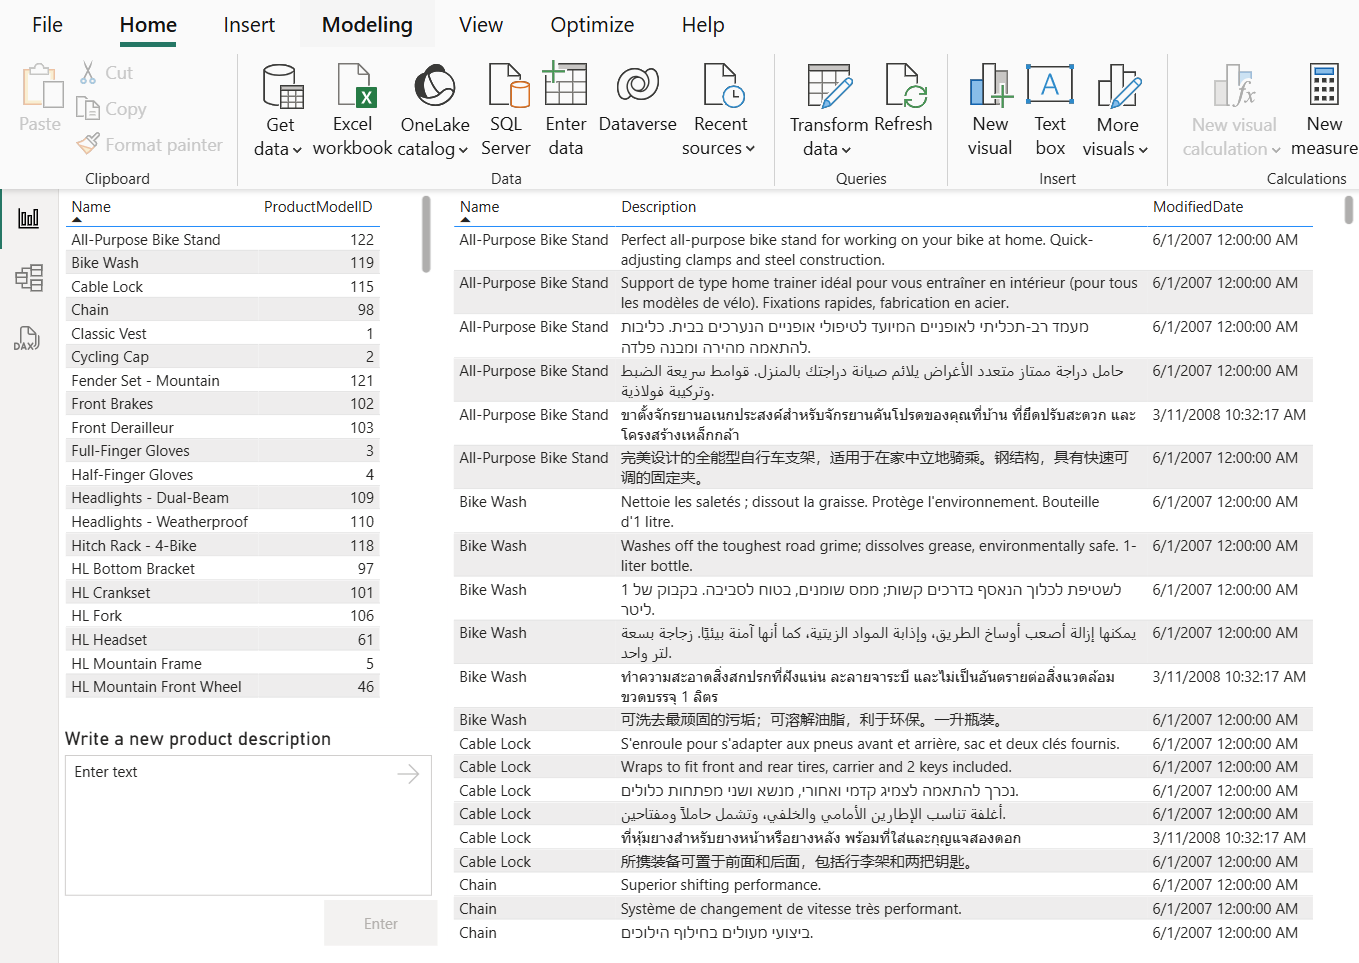 File Home Insert Modeling View Optimize Help
Paste
Cut
Copy
Format painter
Clipboard
Get data
Excel workbook
OneLake catalog
SQL Server
Enter data
Dataverse
Recent sources
Data
Transform data
Refresh
Queries
New visual
Text box
More visuals
Insert
New visual calculation
New measure
Calculations
DAX
Name ProductModelID
All-Purpose Bike Stand 122
Bike Wash 119
Cable Lock 115
Chain 98
Classic Vest 1
Cycling Cap 2
Fender Set - Mountain 121
Front Brakes 102
Front Derailleur 103
Full-Finger Gloves 3
Half-Finger Gloves 4
Headlights - Dual-Beam 109
Headlights - Weatherproof 110
Hitch Rack - 4-Bike 118
HL Bottom Bracket 97
HL Crankset 101
HL Fork 106
HL Headset 61
HL Mountain Frame 5
HL Mountain Front Wheel 46
Write a new product description
Enter text
Enter
Name Description ModifiedDate
All-Purpose Bike Stand Perfect all-purpose bike stand for working on your bike at home. Quick- 6/1/2007 12:00:00 AM
adjusting clamps and steel construction.
All-Purpose Bike Stand Support de type home trainer idéal pour vous entraîner en intérieur (pour tous 6/1/2007 12:00:00 AM
les modèles de vélo). Fixations rapides, fabrication en acier.
All-Purpose Bike Stand מעמד רב-תכליתי לאופניים המיועד לטיפולי אופניים הנערכים בבית. כליבות 6/1/2007 12:00:00 AM
להתאמה מהירה ומבנה פלדה.
All-Purpose Bike Stand حامل دراجة ممتاز متعدد الأغراض يلائم صيانة دراجتك بالمنزل. قوامط سريعة الضبط 6/1/2007 12:00:00 AM
وتركيبة فولاذية.
All-Purpose Bike Stand ขาตั้งจักรยานอเนกประสงค์สำหรับจักรยานคันโปรดของคุณที่บ้าน ที่ยึดปรับสะดวก และ 3/11/2008 10:32:17 AM
โครงสร้างเหล็กกล้า
All-Purpose Bike Stand 完美设计的全能型自行车支架，适用于在家中立地骑乘。钢结构，具有快速可 6/1/2007 12:00:00 AM
调的固定夹。
Bike Wash Nettoie les saletés ; dissout la graisse. Protège l'environnement. Bouteille 6/1/2007 12:00:00 AM
d'1 litre.
Bike Wash Washes off the toughest road grime; dissolves grease, environmentally safe. 1- 6/1/2007 12:00:00 AM
liter bottle.
Bike Wash לשטיפת לכלוך הנאסף בדרכים קשות; ממס שומנים, בטוח לסביבה. בקבוק של 1 6/1/2007 12:00:00 AM
ליטר.
Bike Wash يمكنها إزالة أصعب أوساخ الطريق، وإذابة المواد الزيتية، كما أنها آمنة بيئيًا. زجاجة بسعة 6/1/2007 12:00:00 AM
لتر واحد.
Bike Wash ทำความสะอาดสิ่งสกปรกที่ฝังแน่น ละลายจาระบี และไม่เป็นอันตรายต่อสิ่งแวดล้อม 3/11/2008 10:32:17 AM
ขวดบรรจุ 1 ลิตร
Bike Wash 可洗去最顽固的污垢；可溶解油脂，利于环保。一升瓶装。 6/1/2007 12:00:00 AM
Cable Lock S'enroule pour s'adapter aux pneus avant et arrière, sac et deux clés fournis. 6/1/2007 12:00:00 AM
Cable Lock Wraps to fit front and rear tires, carrier and 2 keys included. 6/1/2007 12:00:00 AM
Cable Lock נכרך להתאמה לצמיג קדמי ואחורי, מנשא ושני מפתחות כלולים. 6/1/2007 12:00:00 AM
Cable Lock أغلفة تناسب الإطارين الأمامي والخلفي، وتشمل حاملاً ومفتاحين. 6/1/2007 12:00:00 AM
Cable Lock ที่หุ้มยางสำหรับยางหน้าหรือยางหลัง พร้อมที่ใส่และกุญแจสองดอก 3/11/2008 10:32:17 AM
Cable Lock 所携装备可置于前面和后面，包括行李架和两把钥匙。 6/1/2007 12:00:00 AM
Chain Superior shifting performance. 6/1/2007 12:00:00 AM
Chain Système de changement de vitesse très performant. 6/1/2007 12:00:00 AM
Chain ביצועי מעולים בחילוף הילוכים. 6/1/2007 12:00:00 AM